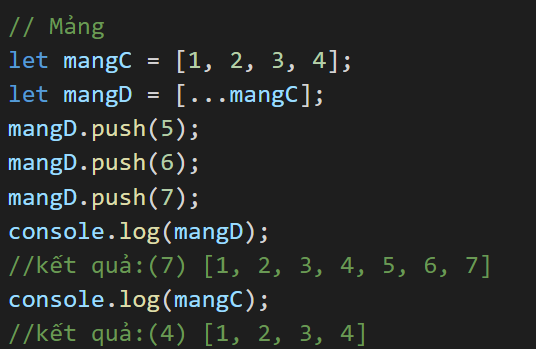 // Mảng
let mangC = [1, 2, 3, 4];
let mangD = [...mangC];
mangD.push(5);
mangD.push(6);
mangD.push(7);
console.log(mangD);
//kết quả:(7) [1, 2, 3, 4, 5, 6, 7]
console.log(mangC);
//kết quả:(4) [1, 2, 3, 4]